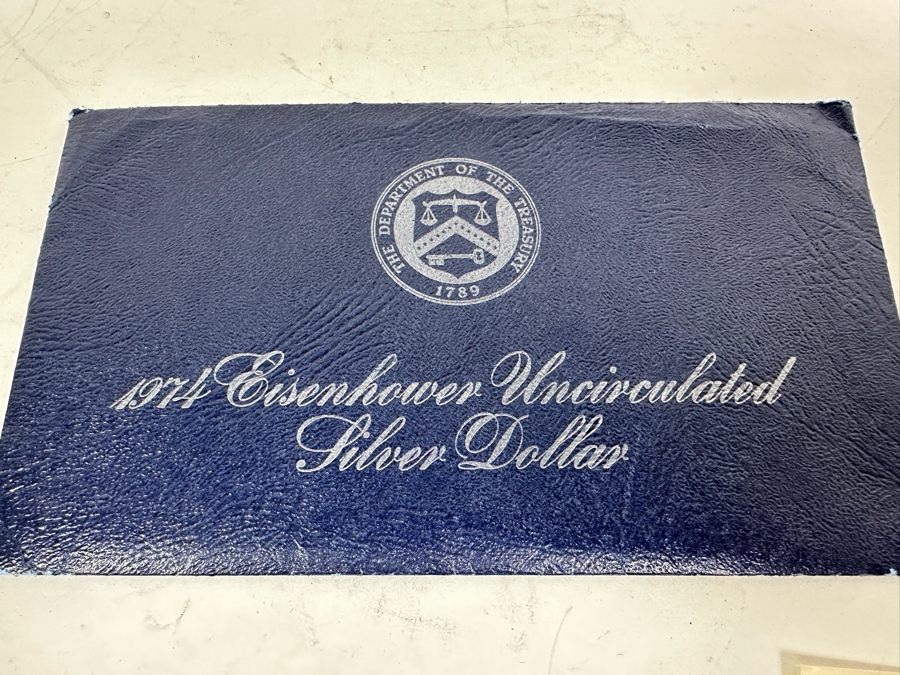 THE DEPARTMENT OF THE TREASURY
1789
1974 Eisenhower Uncirculated
Silver Dollar